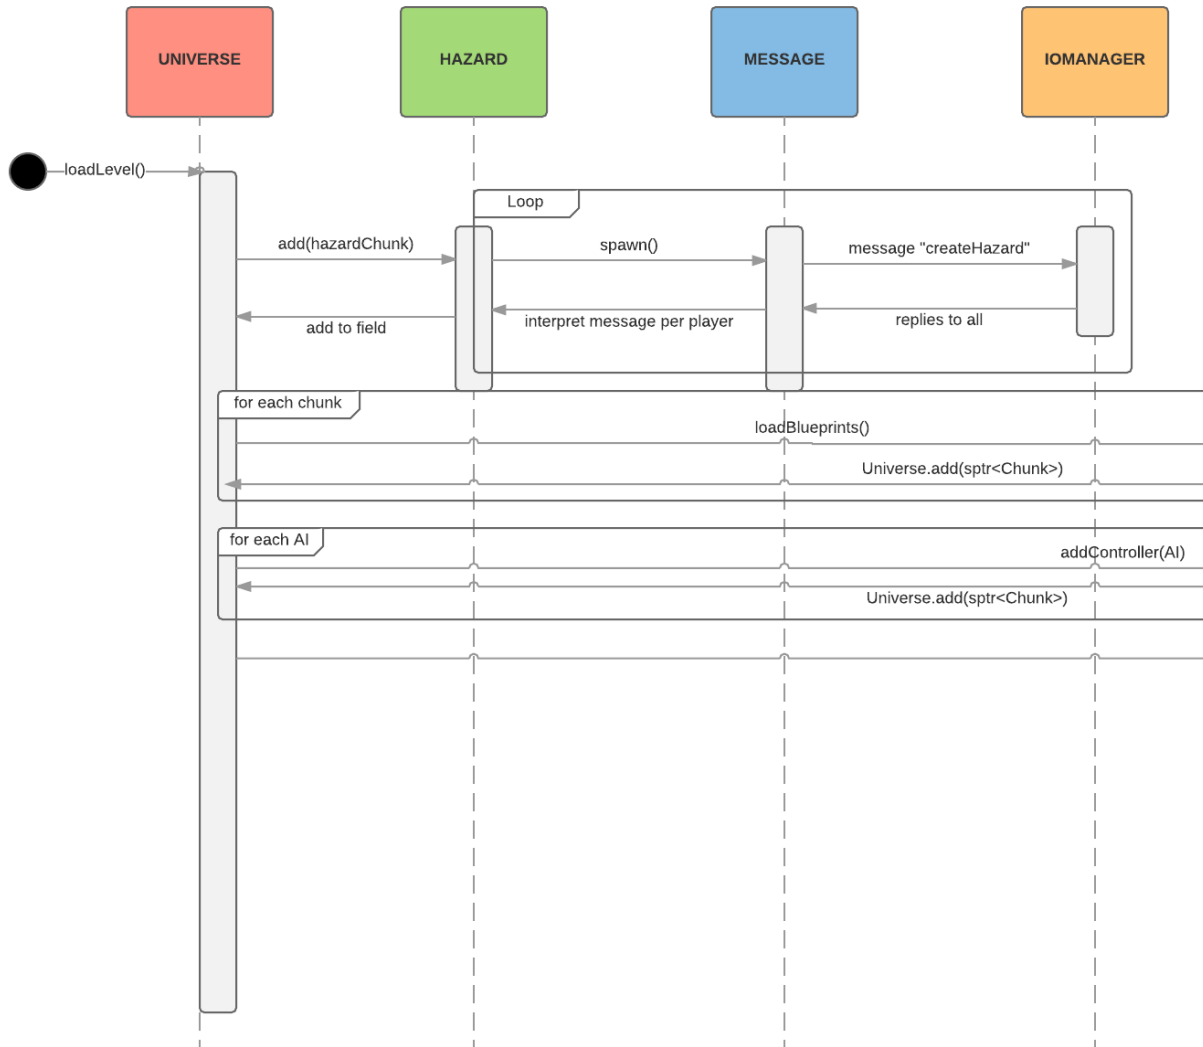 UNIVERSE
HAZARD
MESSAGE
IOMANAGER
loadLevel()
Loop
add(hazardChunk)
spawn()
message "createHazard"
add to field
interpret message per player
replies to all
for each chunk
loadBlueprints()
Universe.add(sptr<Chunk>)
for each AI
addController(AI)
Universe.add(sptr<Chunk>)